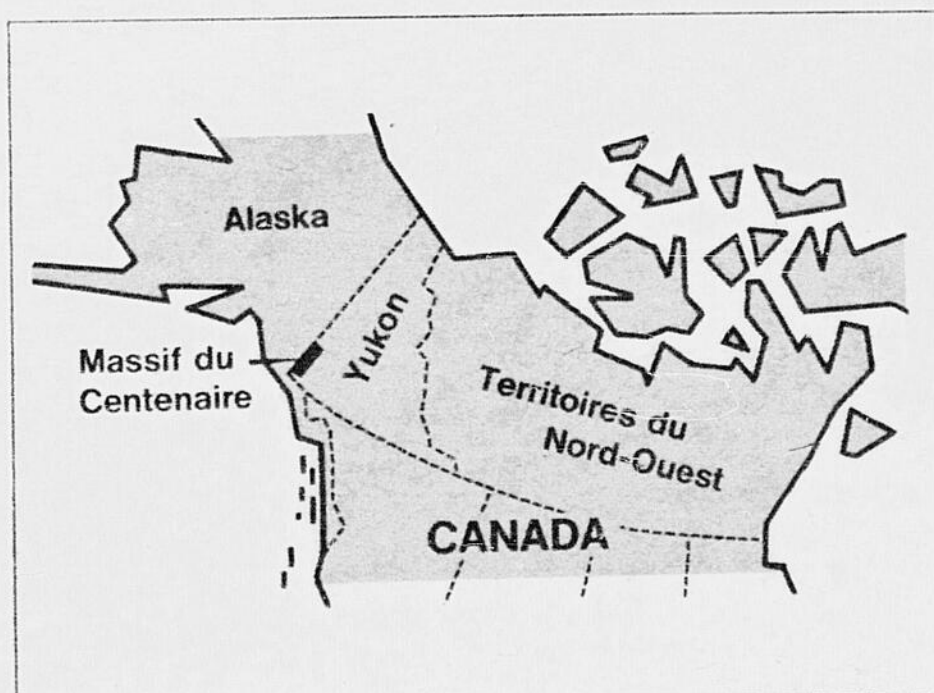 Alaska
Yukon
Massif du
Centenaire
Territoires du
Nord-Ouest
CANADA